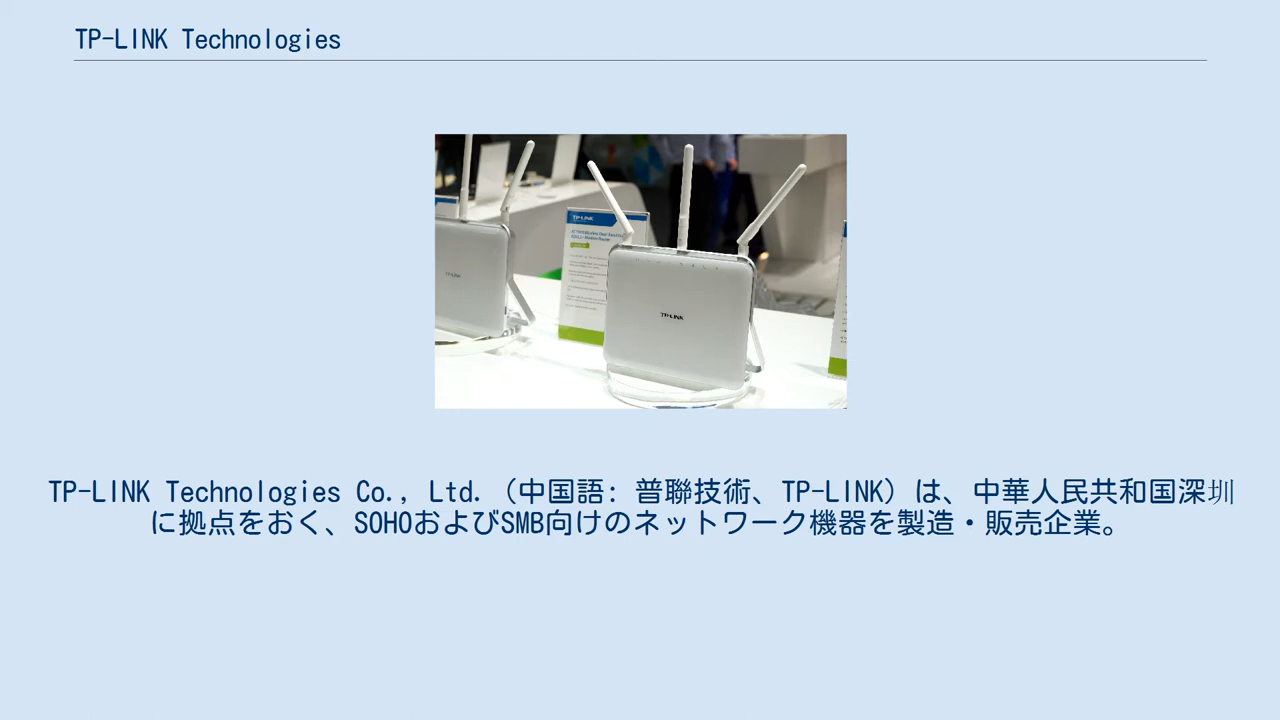 TP-LINK Technologies
TP-LINK
TP-LINK
TP-LINK
TP-LINK Technologies Co., Ltd.（中国語: 普聯技術、TP-LINK）は、中華人民共和国深圳
に拠点をおく、SOHOおよびSMB向けのネットワーク機器を製造・販売企業。